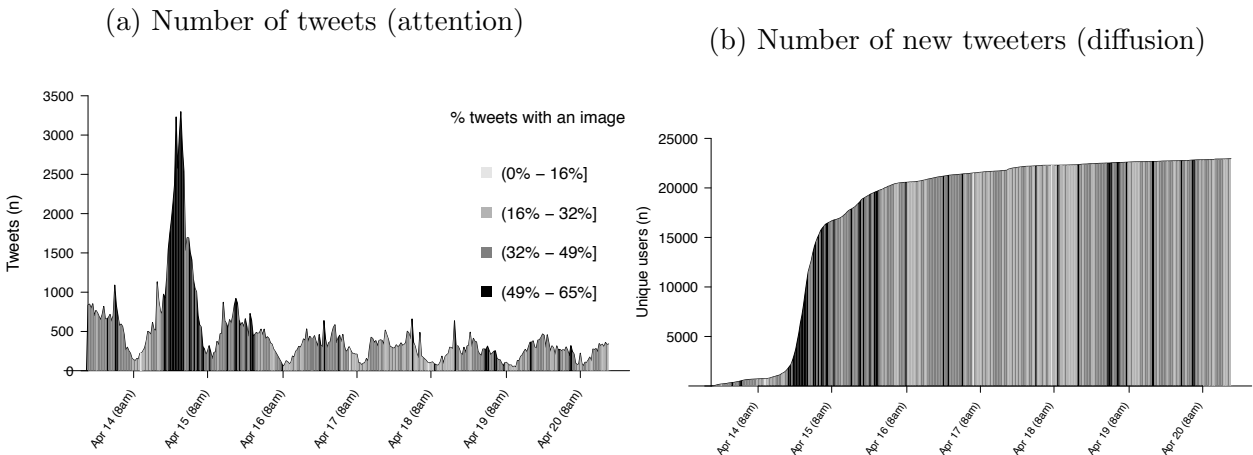 (a) Number of tweets (attention)
Tweets (n)
3500
3000
2500
2000
1500
1000
500
0
% tweets with an image
(0% − 16%]
(16% − 32%]
(32% − 49%]
(49% − 65%]
Apr 14 (8am)
Apr 15 (8am)
Apr 16 (8am)
Apr 17 (8am)
Apr 18 (8am)
Apr 19 (8am)
Apr 20 (8am)
(b) Number of new tweeters (diffusion)
Unique users (n)
25000
20000
15000
10000
5000
Apr 14 (8am)
Apr 15 (8am)
Apr 16 (8am)
Apr 17 (8am)
Apr 18 (8am)
Apr 19 (8am)
Apr 20 (8am)